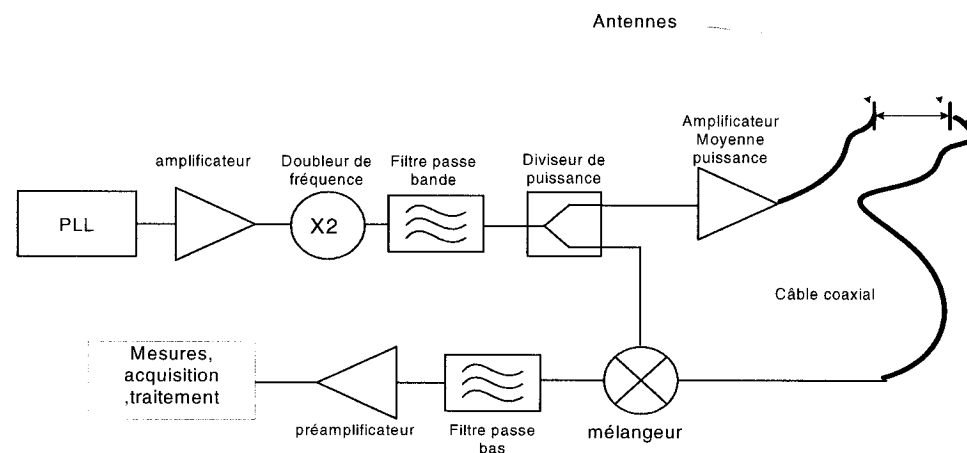 Antennes
amplificateur
Doubleur de
fréquence
Filtre passe
bande
Diviseur de
puissance
Amplificateur
Moyenne
puissance
PLL
X2
Câble coaxial
Mesures,
acquisition
,traitement
préamplificateur
Filtre passe
bas
mélangeur